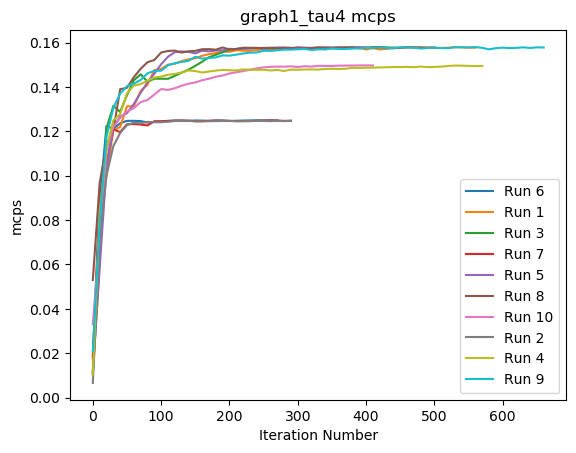 graph1_tau4 mcps
0.16
0.14
0.12
0.10
0.08
0.06
0.04
0.02
0.00
mcps
0 100 200 300 400 500 600
Iteration Number
Run 6
Run 1
Run 3
Run 7
Run 5
Run 8
Run 10
Run 2
Run 4
Run 9